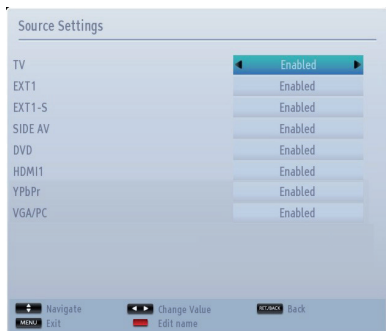 Source Settings
TV Enabled
EXT1 Enabled
EXT1-S Enabled
SIDE AV Enabled
DVD Enabled
HDMI1 Enabled
YPbPr Enabled
VGA/PC Enabled
Navigate Change Value RET./BACK Back
MENU Exit Edit name